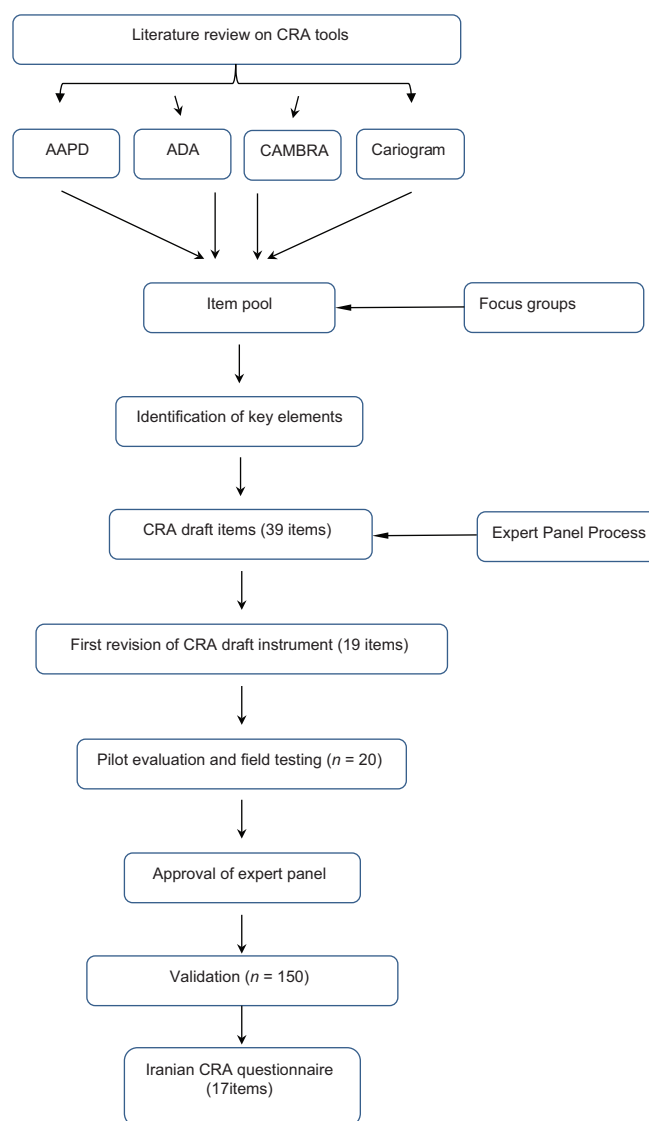 Literature review on CRA tools
AAPD
ADA
CAMBRA
Cariogram
Item pool
Focus groups
Identification of key elements
CRA draft items (39 items)
Expert Panel Process
First revision of CRA draft instrument (19 items)
Pilot evaluation and field testing (n = 20)
Approval of expert panel
Validation (n = 150)
Iranian CRA questionnaire
(17items)